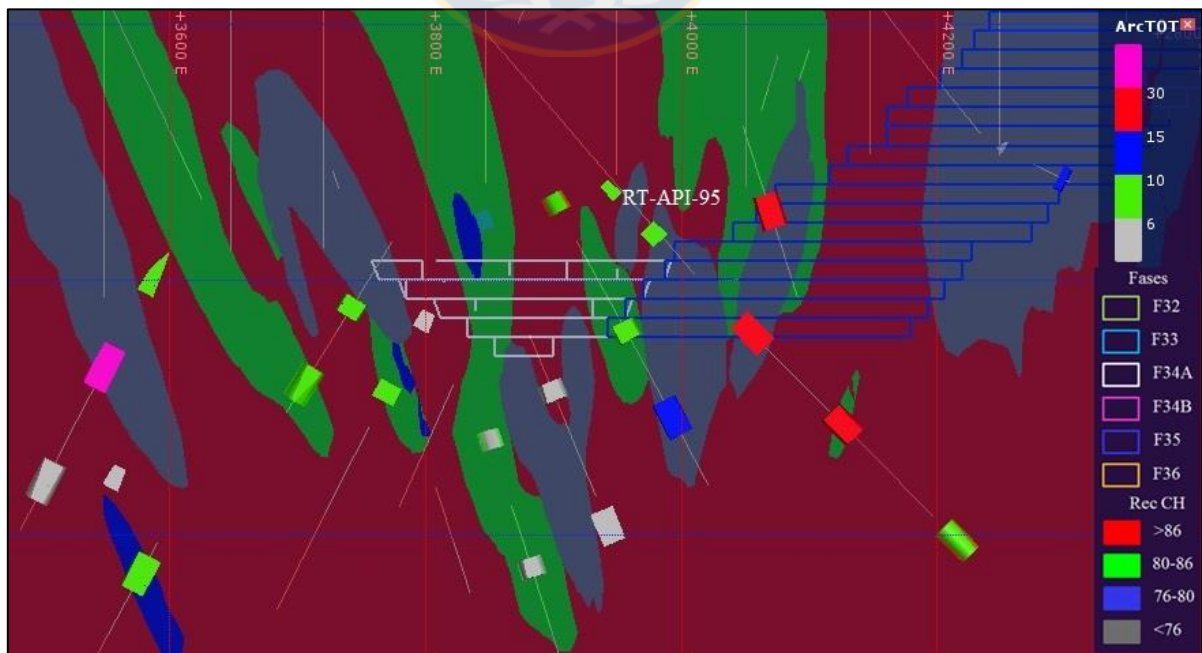 +3600 E
+3800 E
+4000 E
+4200 E
RT-API-95
ArcTOT
30
15
10
6
Fases
F32
F33
F34A
F34B
F35
F36
Rec CH
>86
80-86
76-80
<76